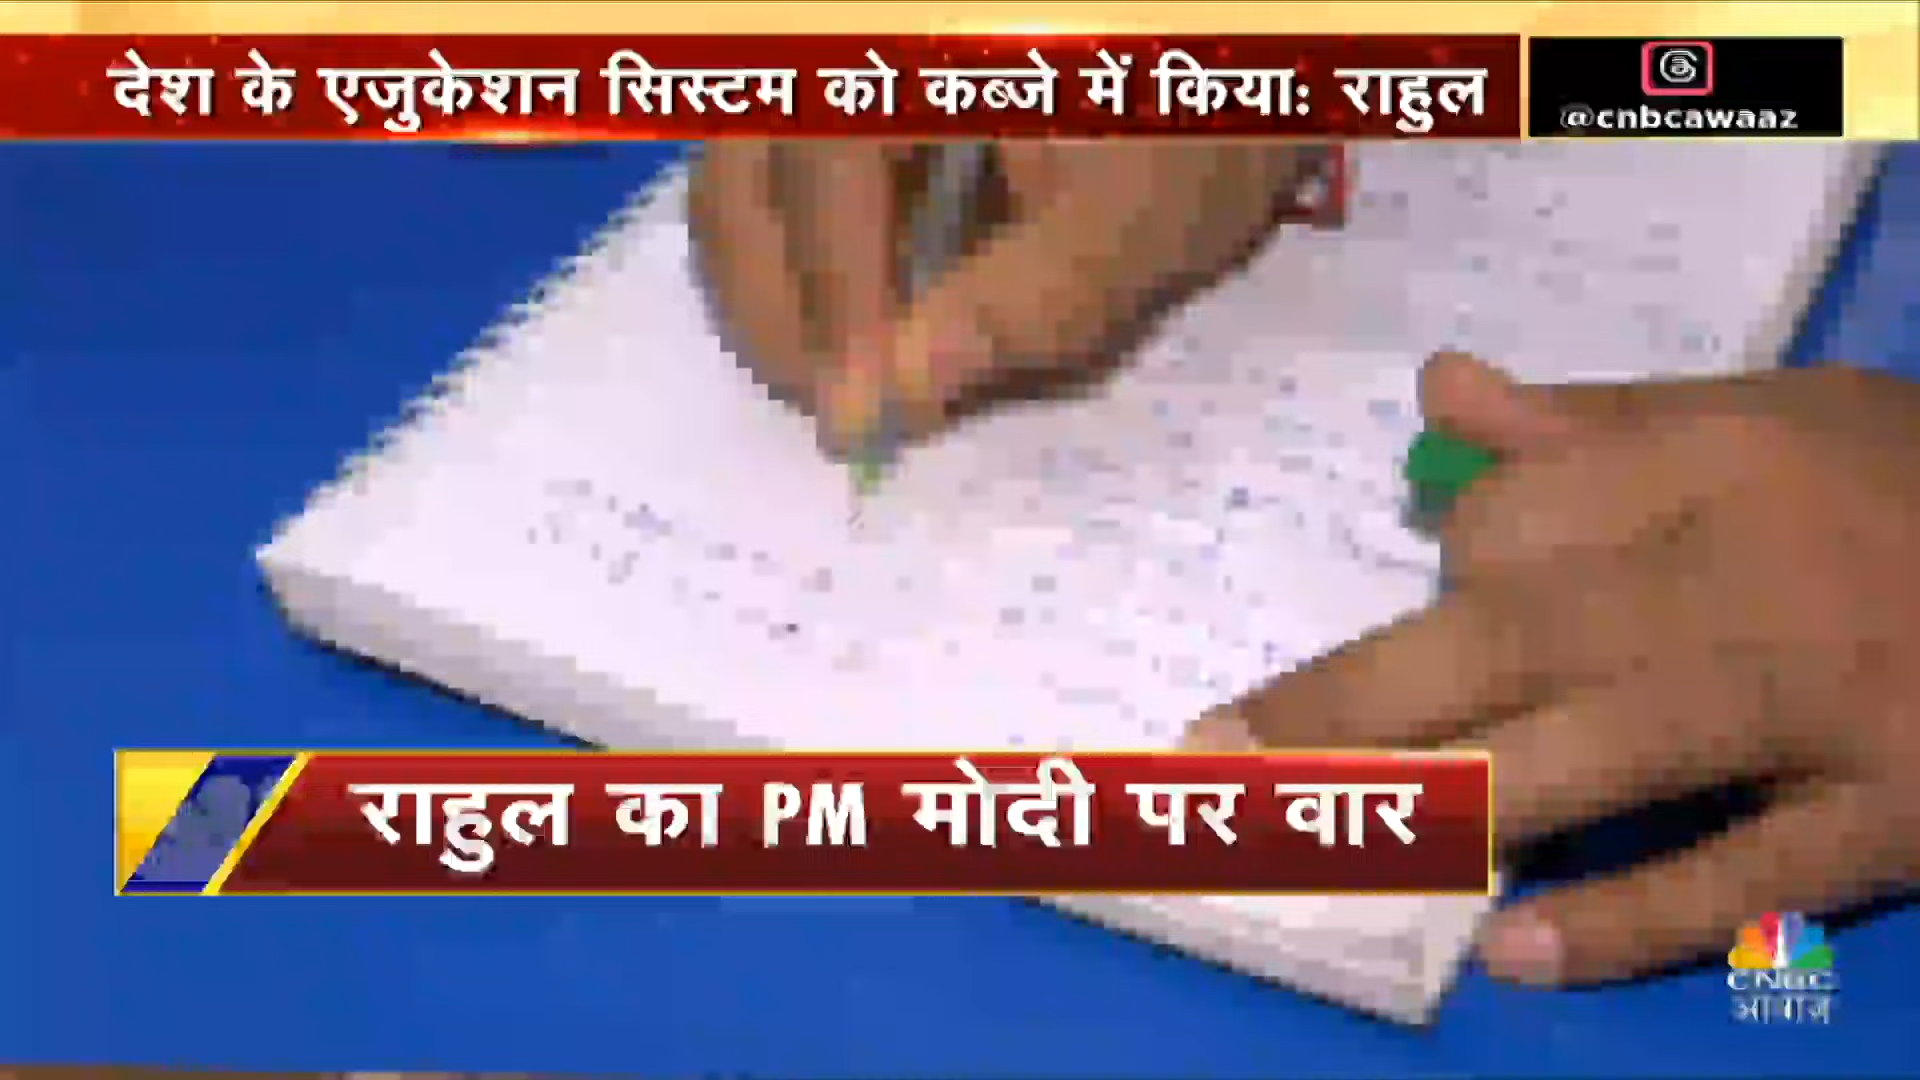 देश के एजुकेशन सिस्टम को कब्जे में किया: राहुल
@cnbcawaaz
राहुल का PM मोदी पर वार
CNBC
आवाज़